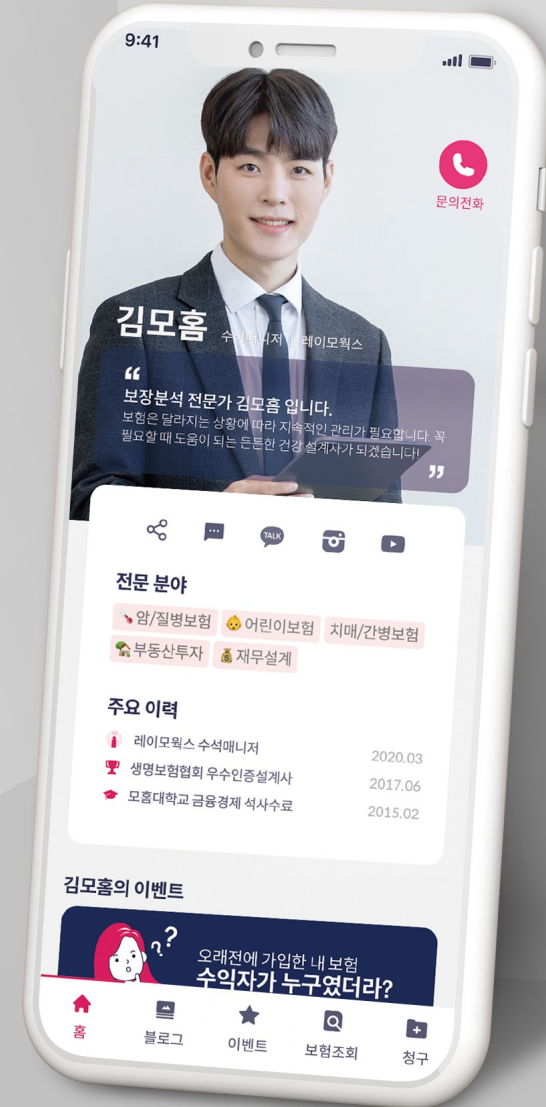 9:41
문의전화
김모홈 수석매니저 | 레이모웍스
“
보장분석 전문가 김모홈 입니다.
보험은 달라지는 상황에 따라 지속적인 관리가 필요합니다. 꼭
필요할 때 도움이 되는 든든한 건강 설계자가 되겠습니다!
”
TALK
전문 분야
암/질병보험 어린이보험 치매/간병보험
부동산투자 재무설계
주요 이력
레이모웍스 수석매니저 2020.03
생명보험협회 우수인증설계사 2017.06
모홈대학교 금융경제 석사수료 2015.02
김모홈의 이벤트
??
오래전에 가입한 내 보험
수익자가 누구였더라?
홈 블로그 이벤트 보험조회 청구